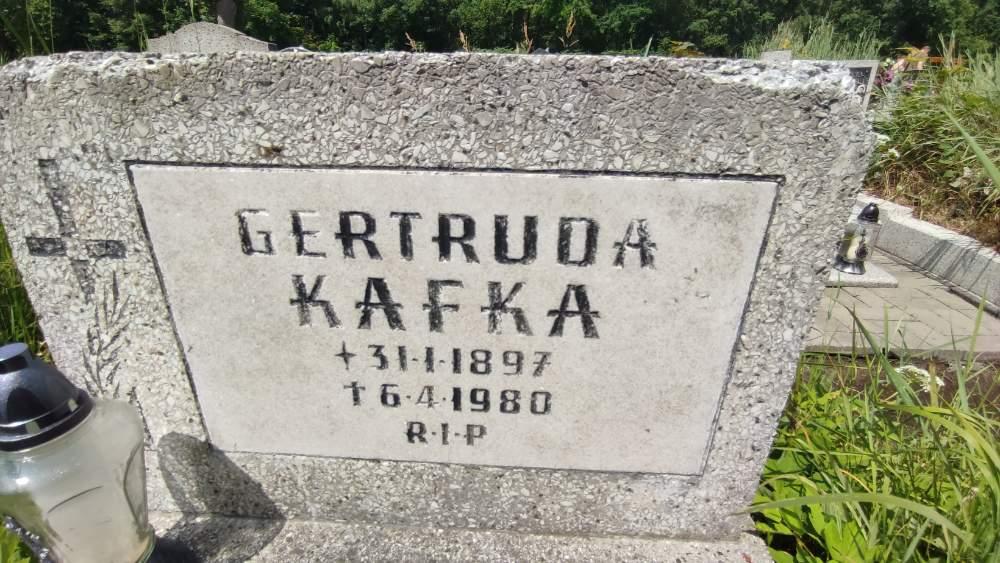 GERTRUDA
KAFKA
+31·1·1897
†6·4·1980
R·I·P